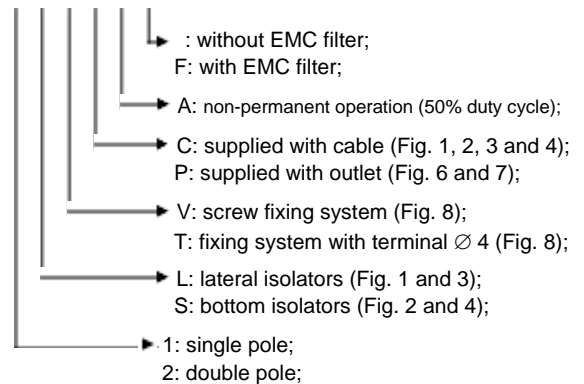 : without EMC filter;
F: with EMC filter;
A: non-permanent operation (50% duty cycle);
C: supplied with cable (Fig. 1, 2, 3 and 4);
P: supplied with outlet (Fig. 6 and 7);
V: screw fixing system (Fig. 8);
T: fixing system with terminal ∅ 4 (Fig. 8);
L: lateral isolators (Fig. 1 and 3);
S: bottom isolators (Fig. 2 and 4);
1: single pole;
2: double pole;